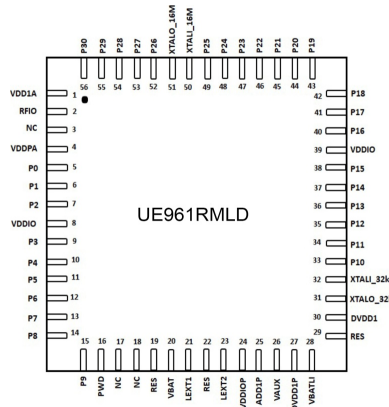 P30 P29 P28 P27 P26 XTALO_16M XTALI_16M P25 P24 P23 P22 P21 P20 P19
56 55 54 53 52 51 50 49 48 47 46 45 44 43
VDD1A 1
RFIO 2
NC 3
VDDPA 4
P0 5
P1 6
P2 7
VDDIO 8
P3 9
P4 10
P5 11
P6 12
P7 13
P8 14
UE961RMLD
42 P18
41 P17
40 P16
39 VDDIO
38 P15
37 P14
36 P13
35 P12
34 P11
33 P10
32 XTALI_32k
31 XTALO_32
30 DVDD1
29 RES
15 16 17 18 19 20 21 22 23 24 25 26 27 28
P9 PWD NC NC RES VBAT LEXT1 RES LEXT2 VDDIOP ADD1P VAUX DVDD1P VBATLI